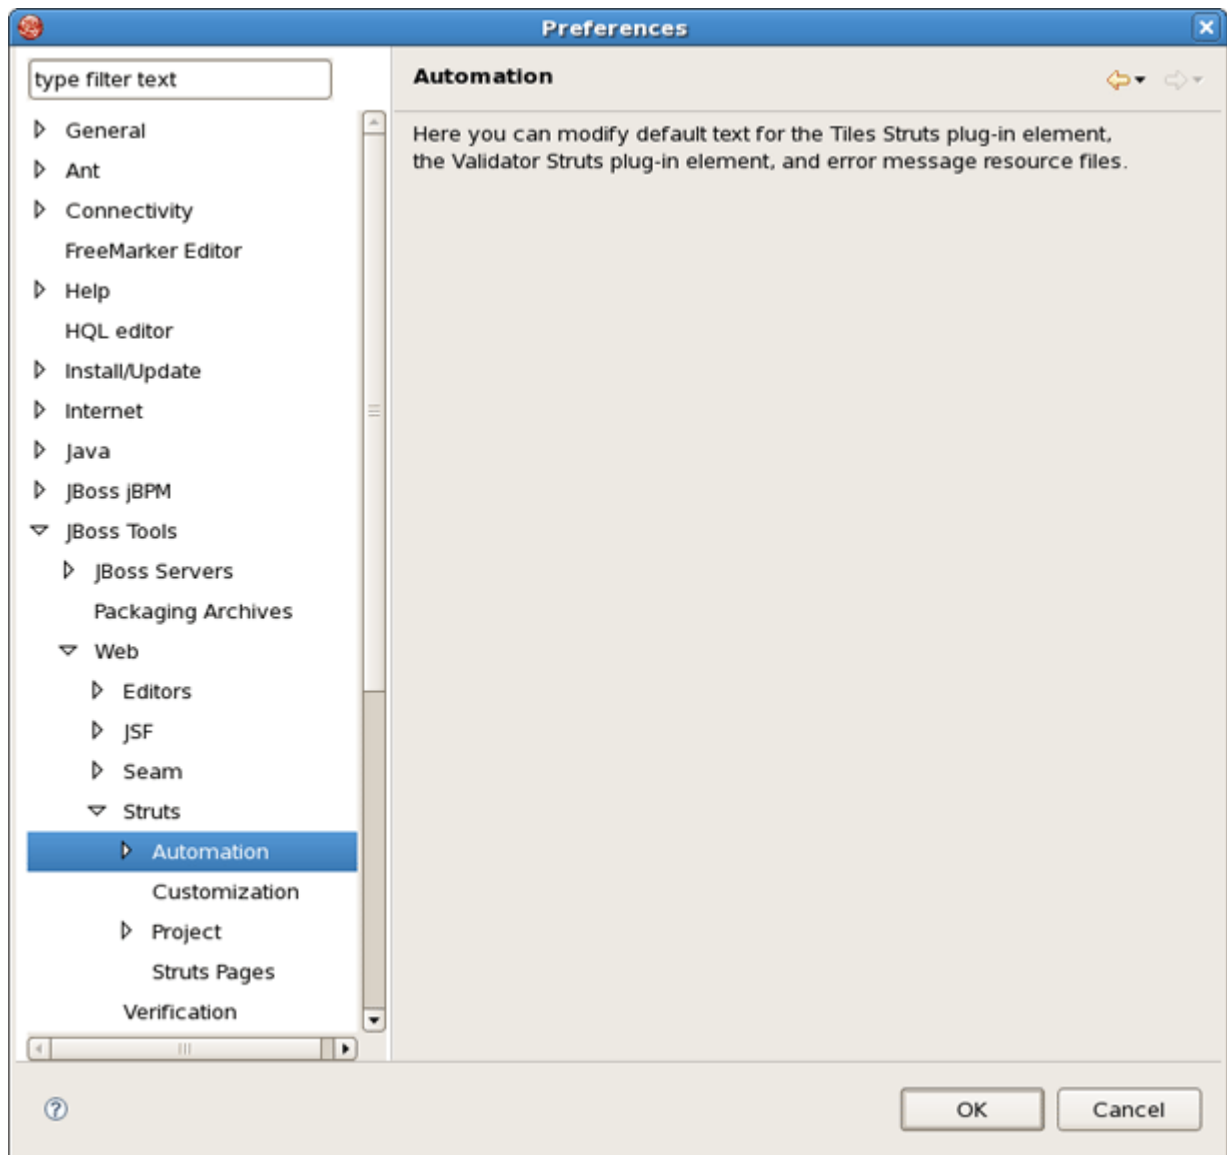 Preferences
type filter text
Automation
General
Ant
Connectivity
FreeMarker Editor
Help
HQL editor
Install/Update
Internet
Java
JBoss jBPM
JBoss Tools
JBoss Servers
Packaging Archives
Web
Editors
JSF
Seam
Struts
Automation
Customization
Project
Struts Pages
Verification
Here you can modify default text for the Tiles Struts plug-in element,
the Validator Struts plug-in element, and error message resource files.
OK
Cancel